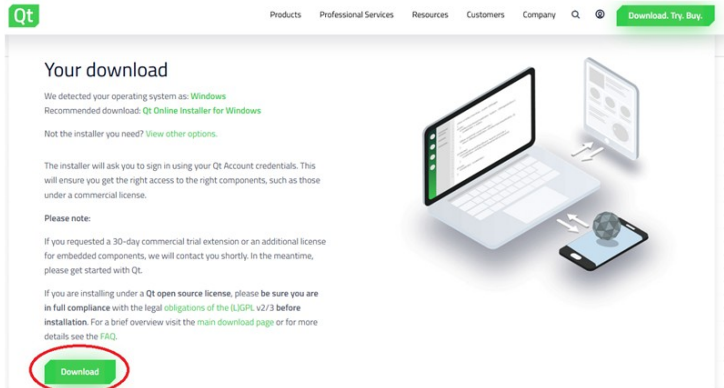 Qt
Products Professional Services Resources Customers Company Download. Try. Buy.
Your download
We detected your operating system as: Windows
Recommended download: Qt Online Installer for Windows
Not the installer you need? View other options.
The installer will ask you to sign in using your Qt Account credentials. This
will ensure you get the right access to the right components, such as those
under a commercial license.
Please note:
If you requested a 30-day commercial trial extension or an additional license
for embedded components, we will contact you shortly. In the meantime,
please get started with Qt.
If you are installing under a Qt open source license, please be sure you are
in full compliance with the legal obligations of the (L)GPL v2/3 before
installation. For a brief overview visit the main download page or for more
details see the FAQ.
Download